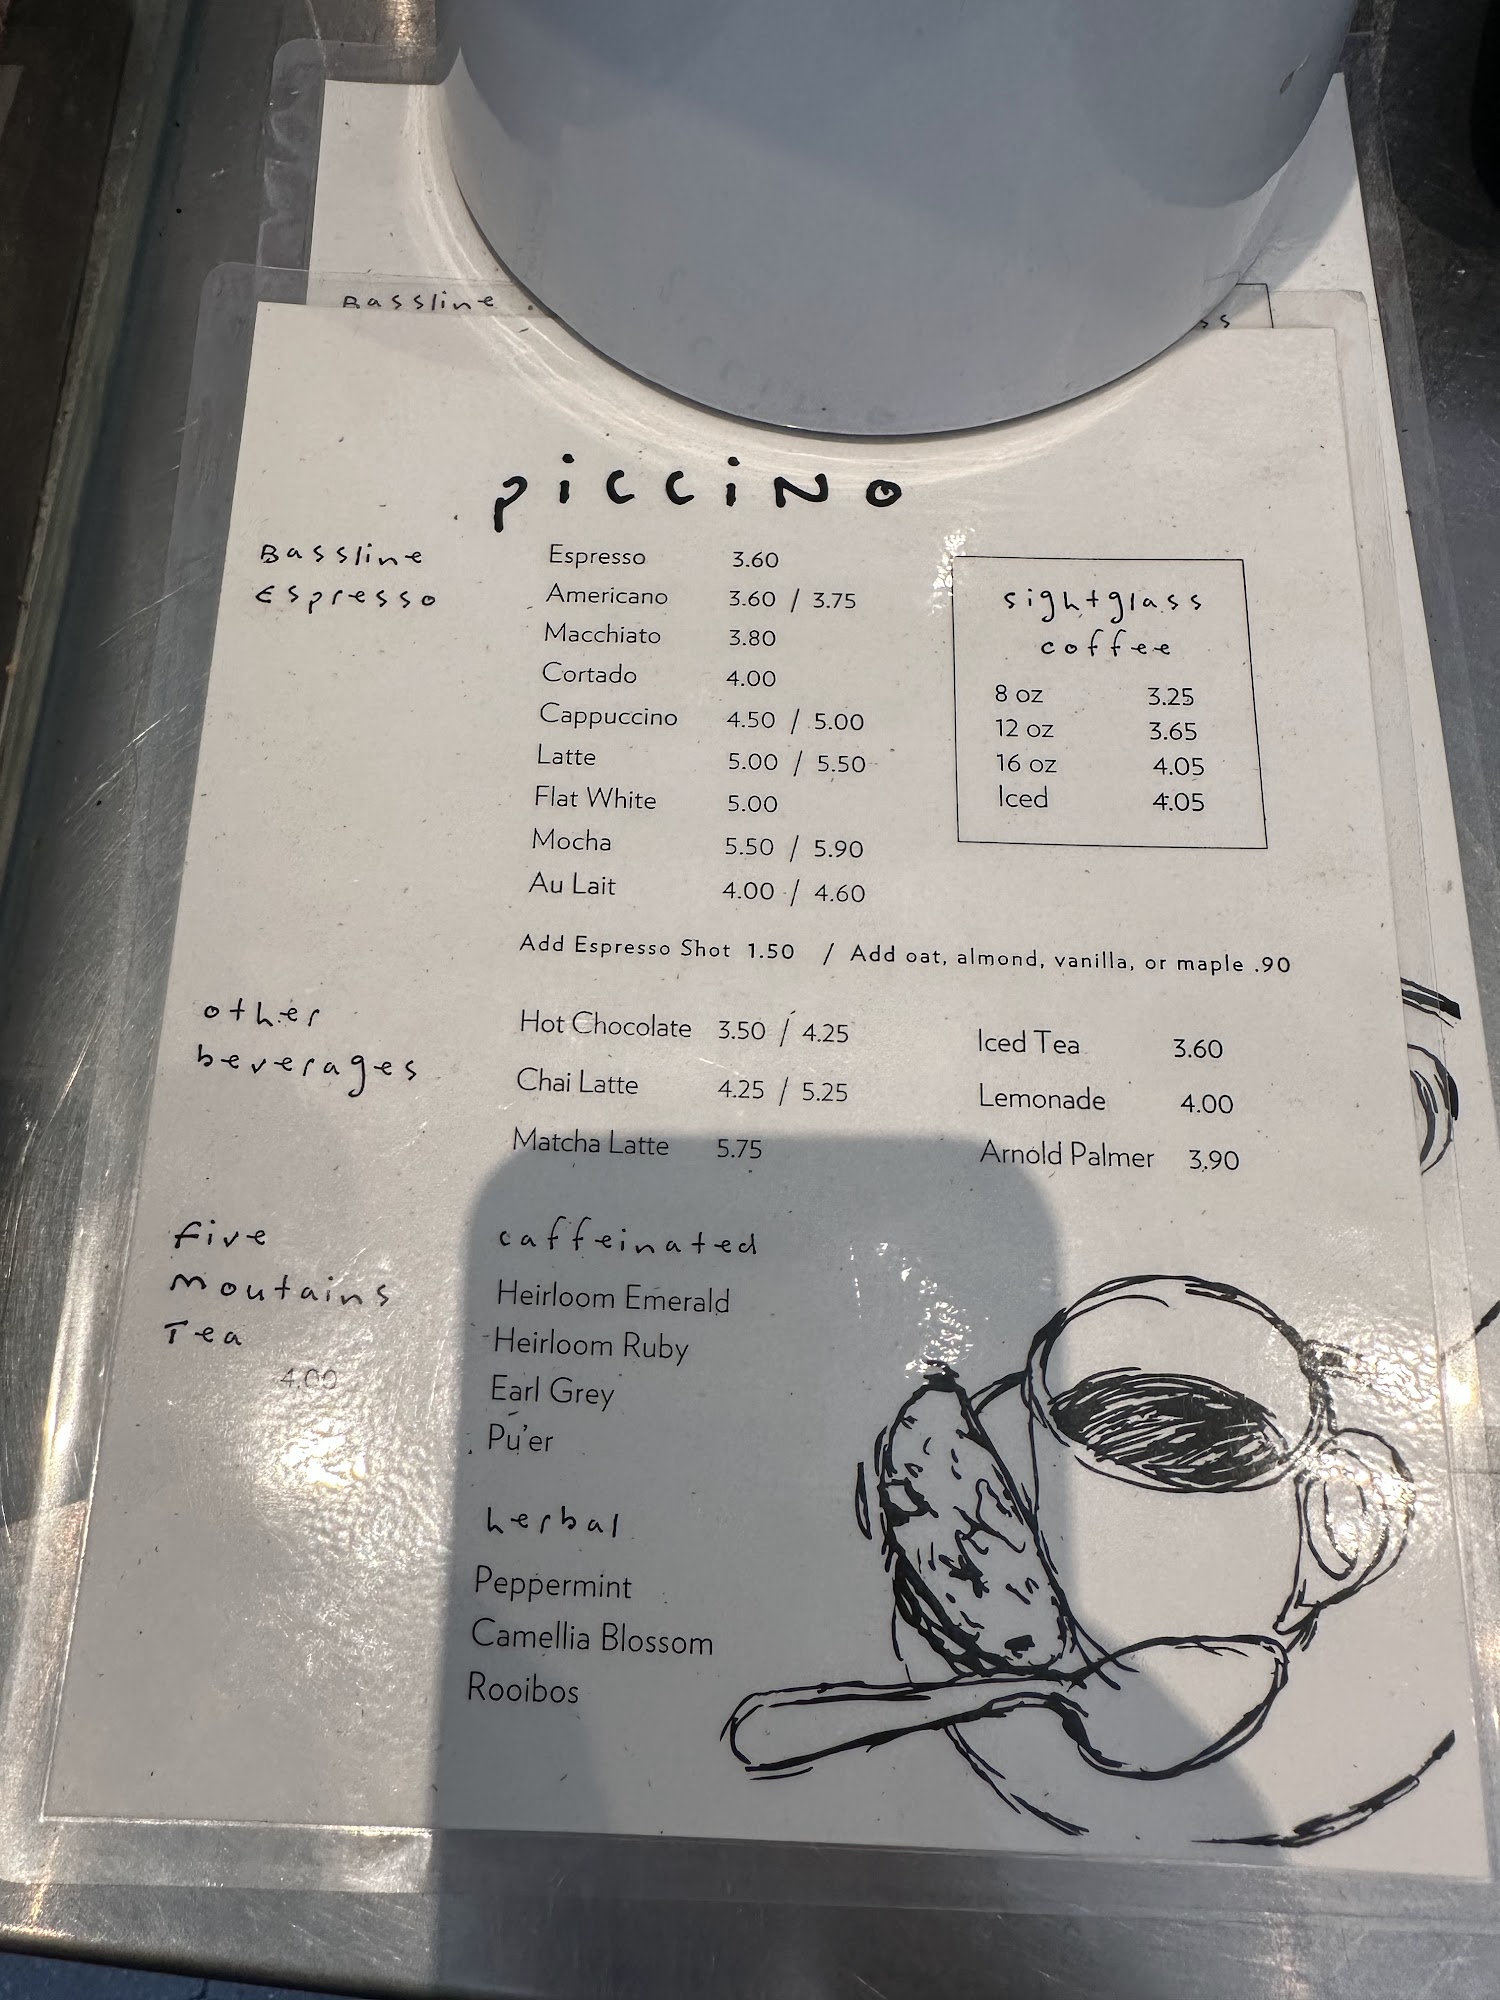 Bassline
ss
piccino
Bassline
Espresso
Espresso 3.60
Americano 3.60 / 3.75
Macchiato 3.80
Cortado 4.00
Cappuccino 4.50 / 5.00
Latte 5.00 / 5.50
Flat White 5.00
Mocha 5.50 / 5.90
Au Lait 4.00 / 4.60
sightglass
coffee
8 oz 3.25
12 oz 3.65
16 oz 4.05
Iced 4.05
Add Espresso Shot 1.50 / Add oat, almond, vanilla, or maple .90
other
beverages
Hot Chocolate 3.50 / 4.25
Chai Latte 4.25 / 5.25
Matcha Latte 5.75
Iced Tea 3.60
Lemonade 4.00
Arnold Palmer 3.90
five
moutains
Tea
4.00
caffeinated
Heirloom Emerald
Heirloom Ruby
Earl Grey
Pu'er
herbal
Peppermint
Camellia Blossom
Rooibos